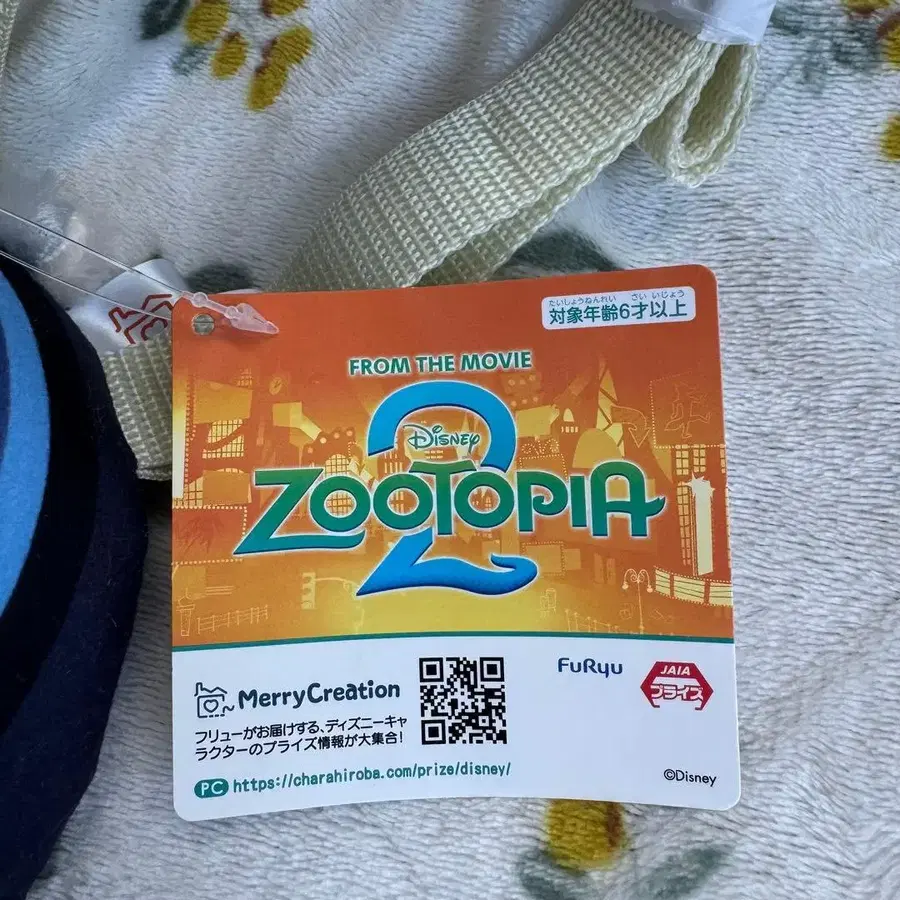 たいしょうねんれい さい いじょう
対象年齢6才以上
FROM THE MOVIE
2
Disney
ZOOTOPIA
MerryCreation
フリューがお届けする、ディズニーキャ
ラクターのプライズ情報が大集合!
PC https://charahiroba.com/prize/disney/
FuRyu
JAIA
プライズ
©Disney